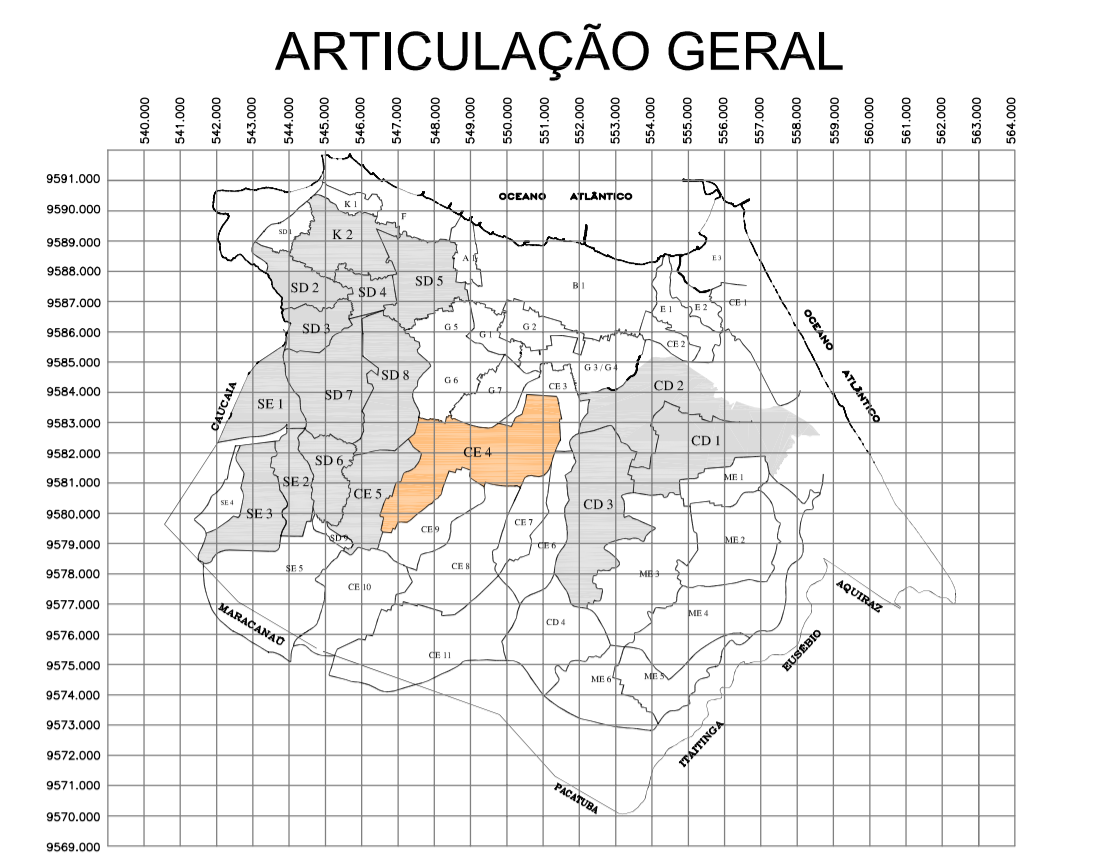 ARTICULAÇÃO GERAL
540.000
541.000
542.000
543.000
544.000
545.000
546.000
547.000
548.000
549.000
550.000
551.000
552.000
553.000
554.000
555.000
556.000
557.000
558.000
559.000
560.000
561.000
562.000
563.000
564.000
9591.000
9590.000
9589.000
9588.000
9587.000
9586.000
9585.000
9584.000
9583.000
9582.000
9581.000
9580.000
9579.000
9578.000
9577.000
9576.000
9575.000
9574.000
9573.000
9572.000
9571.000
9570.000
9569.000
OCEANO ATLÂNTICO
K 1
F
SD 1
K 2
A 1
E 3
B 1
SD 2
SD 4
SD 5
E 1
E 2
CE 1
SD 3
G 5
G 1
G 2
CE 2
OCEANO
ATLÂNTICO
G 3 / G 4
SD 8
G 6
G 7
CE 3
CD 2
CAUCAIA
SE 1
SD 7
CD 1
CE 4
SD 6
SE 2
CE 5
ME 1
SE 4
SE 3
CD 3
CE 7
CE 9
SD 9
CE 6
ME 2
SE 5
CE 8
ME 3
CE 10
AQUIRAZ
MARACANAÚ
CD 4
ME 4
EUSÉBIO
CE 11
ME 6
ME 5
ITAITINGA
PACATUBA